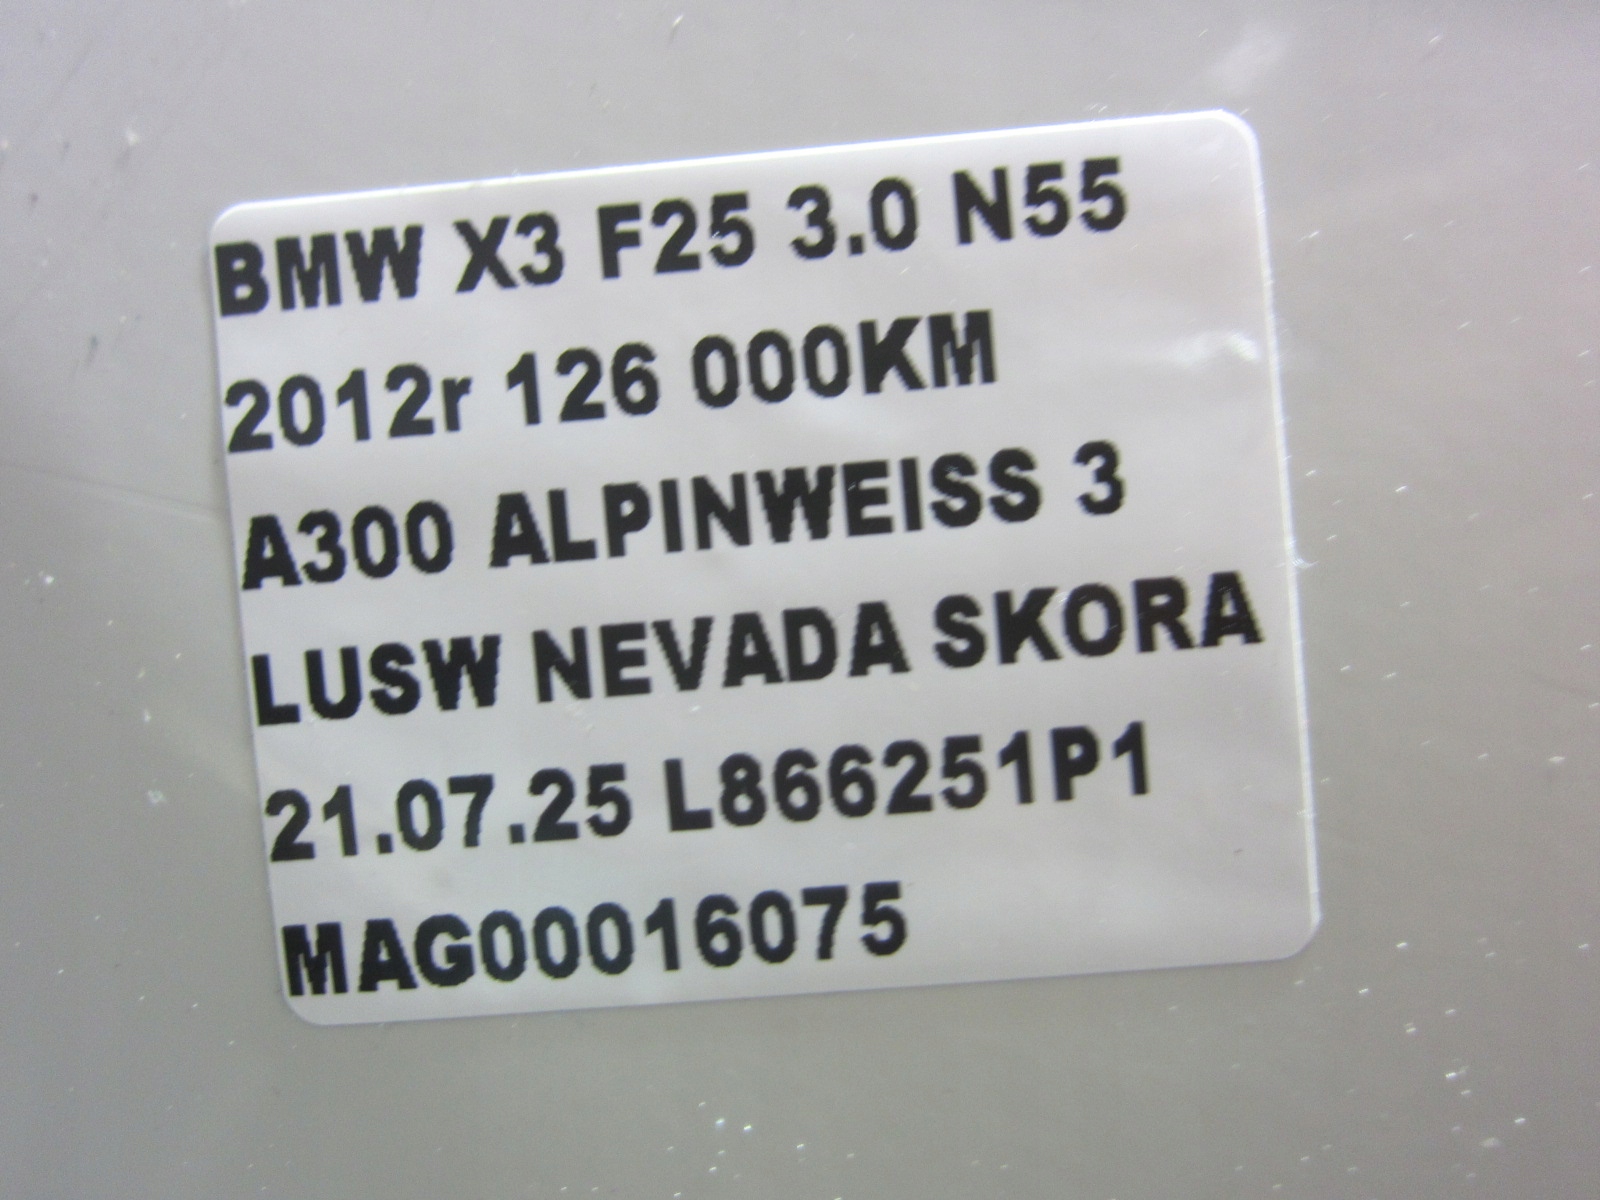 BMW X3 F25 3.0 N55
2012r 126 000KM
A300 ALPINWEISS 3
LUSW NEVADA SKORA
21.07.25 L866251P1
MAG00016075